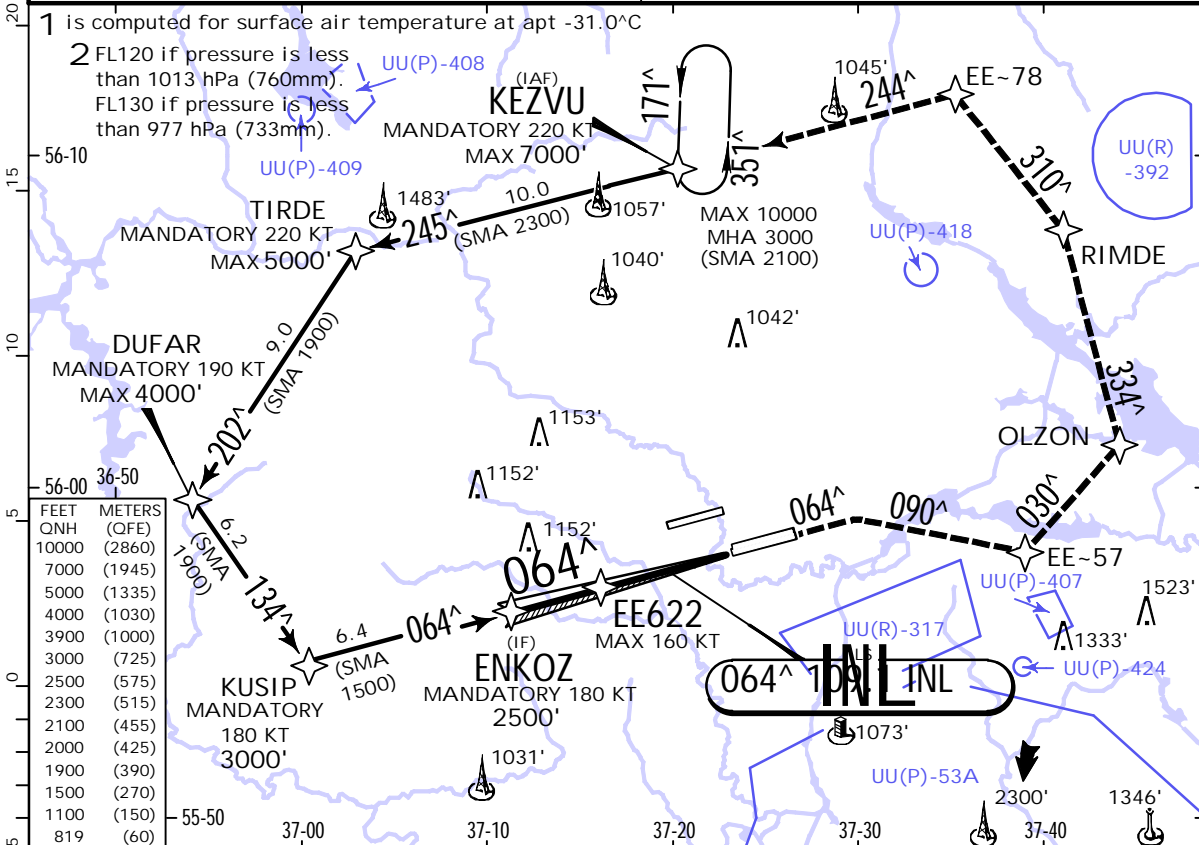 1 is computed for surface air temperature at apt -31.0^C
2 FL120 if pressure is less
than 1013 hPa (760mm).
FL130 if pressure is less
than 977 hPa (733mm).
UU(P)-408
UU(P)-409
(IAF)
KEZVU
MANDATORY 220 KT
MAX 7000'
171^
351^
MAX 10000
MHA 3000
(SMA 2100)
1045'
244^
EE~78
310^
RIMDE
UU(R)
-392
UU(P)-418
334^
OLZON
030^
EE~57
090^
064^
20
15
10
5
0
5
56-10
56-00
55-50
36-50
37-00
37-10
37-20
37-30
37-40
1483'
10.0
245^
(SMA 2300)
1057'
TIRDE
MANDATORY 220 KT
MAX 5000'
1040'
1042'
9.0
(SMA 1900)
202^
DUFAR
MANDATORY 190 KT
MAX 4000'
1153'
1152'
1152'
6.2
(SMA
1900)
134^
KUSIP
MANDATORY
180 KT
3000'
6.4
(SMA
1500)
064^
064^
(IF)
ENKOZ
MANDATORY 180 KT
2500'
EE622
MAX 160 KT
UU(R)-317
UU(P)-407
1523'
1333'
UU(P)-424
064^ 109. INL
INL
1073'
UU(P)-53A
1031'
2300'
1346'
FEET METERS
QNH (QFE)
10000 (2860)
7000 (1945)
5000 (1335)
4000 (1030)
3900 (1000)
3000 (725)
2500 (575)
2300 (515)
2100 (455)
2000 (425)
1900 (390)
1500 (270)
1100 (150)
819 (60)